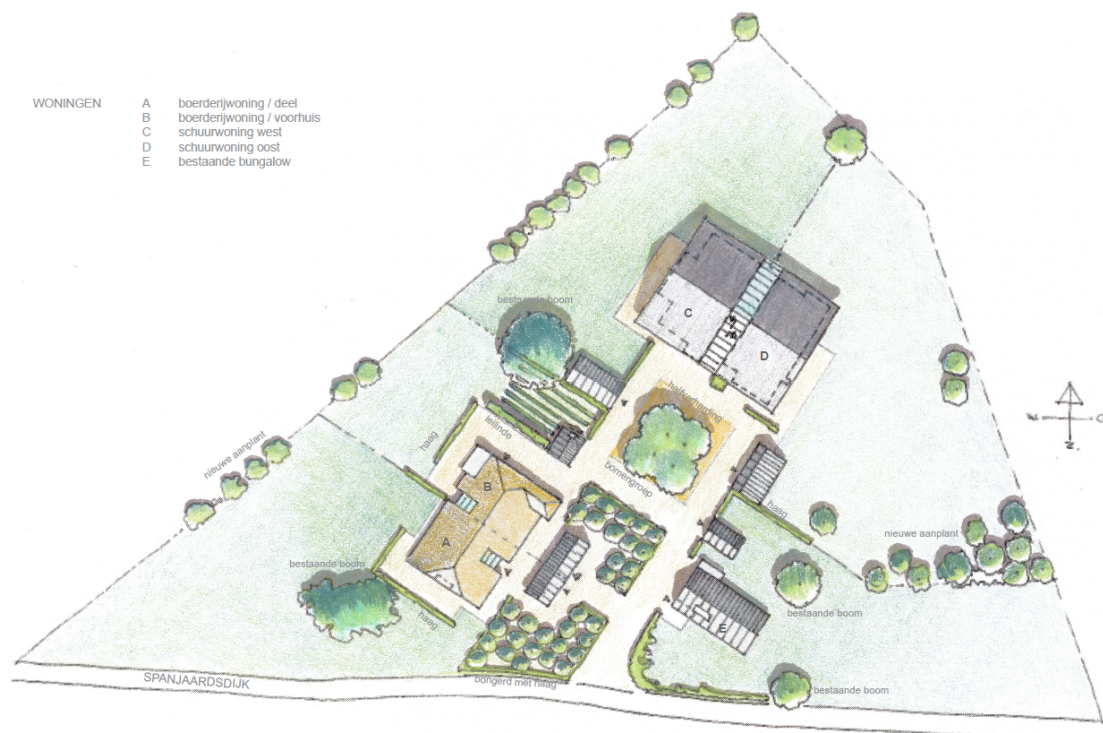 WONINGEN A boerderijwoning / deel
B boerderijwoning / voorhuis
C schuurwoning west
D schuurwoning oost
E bestaande bungalow
bestaande boom
C
D
halfverharding
leilinde
haag
bomengroep
nieuwe aanplant
B
A
haag
nieuwe aanplant
bestaande boom
haag
bestaande boom
E
SPANJAARDSDIJK
bongerd met haag
bestaande boom
W O
Z.